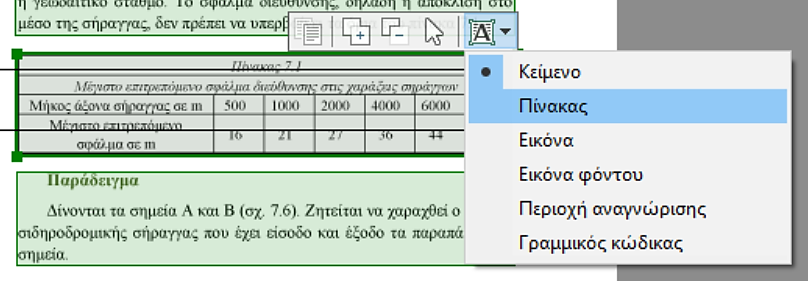 ή γεωδαιτικό σταθμό. Το σφάλμα διεύθυνσης, δηλαδή η απόκλιση στο
μέσο της σήραγγας, δεν πρέπει να υπερβ
Πίνακας 7.1
Μέγιστο επιτρεπόμενο σφάλμα διεύθυνσης στις χαράξεις σηράγγων
Μήκος άξονα σήραγγας σε m 500 1000 2000 4000 6000
Μέγιστο επιτρεπόμενο
σφάλμα σε m 16 21 27 36 44
Παράδειγμα
Δίνονται τα σημεία Α και Β (σχ. 7.6). Ζητείται να χαραχθεί ο
σιδηροδρομικής σήραγγας που έχει είσοδο και έξοδο τα παραπά
σημεία.
A
Κείμενο
Πίνακας
Εικόνα
Εικόνα φόντου
Περιοχή αναγνώρισης
Γραμμικός κώδικας